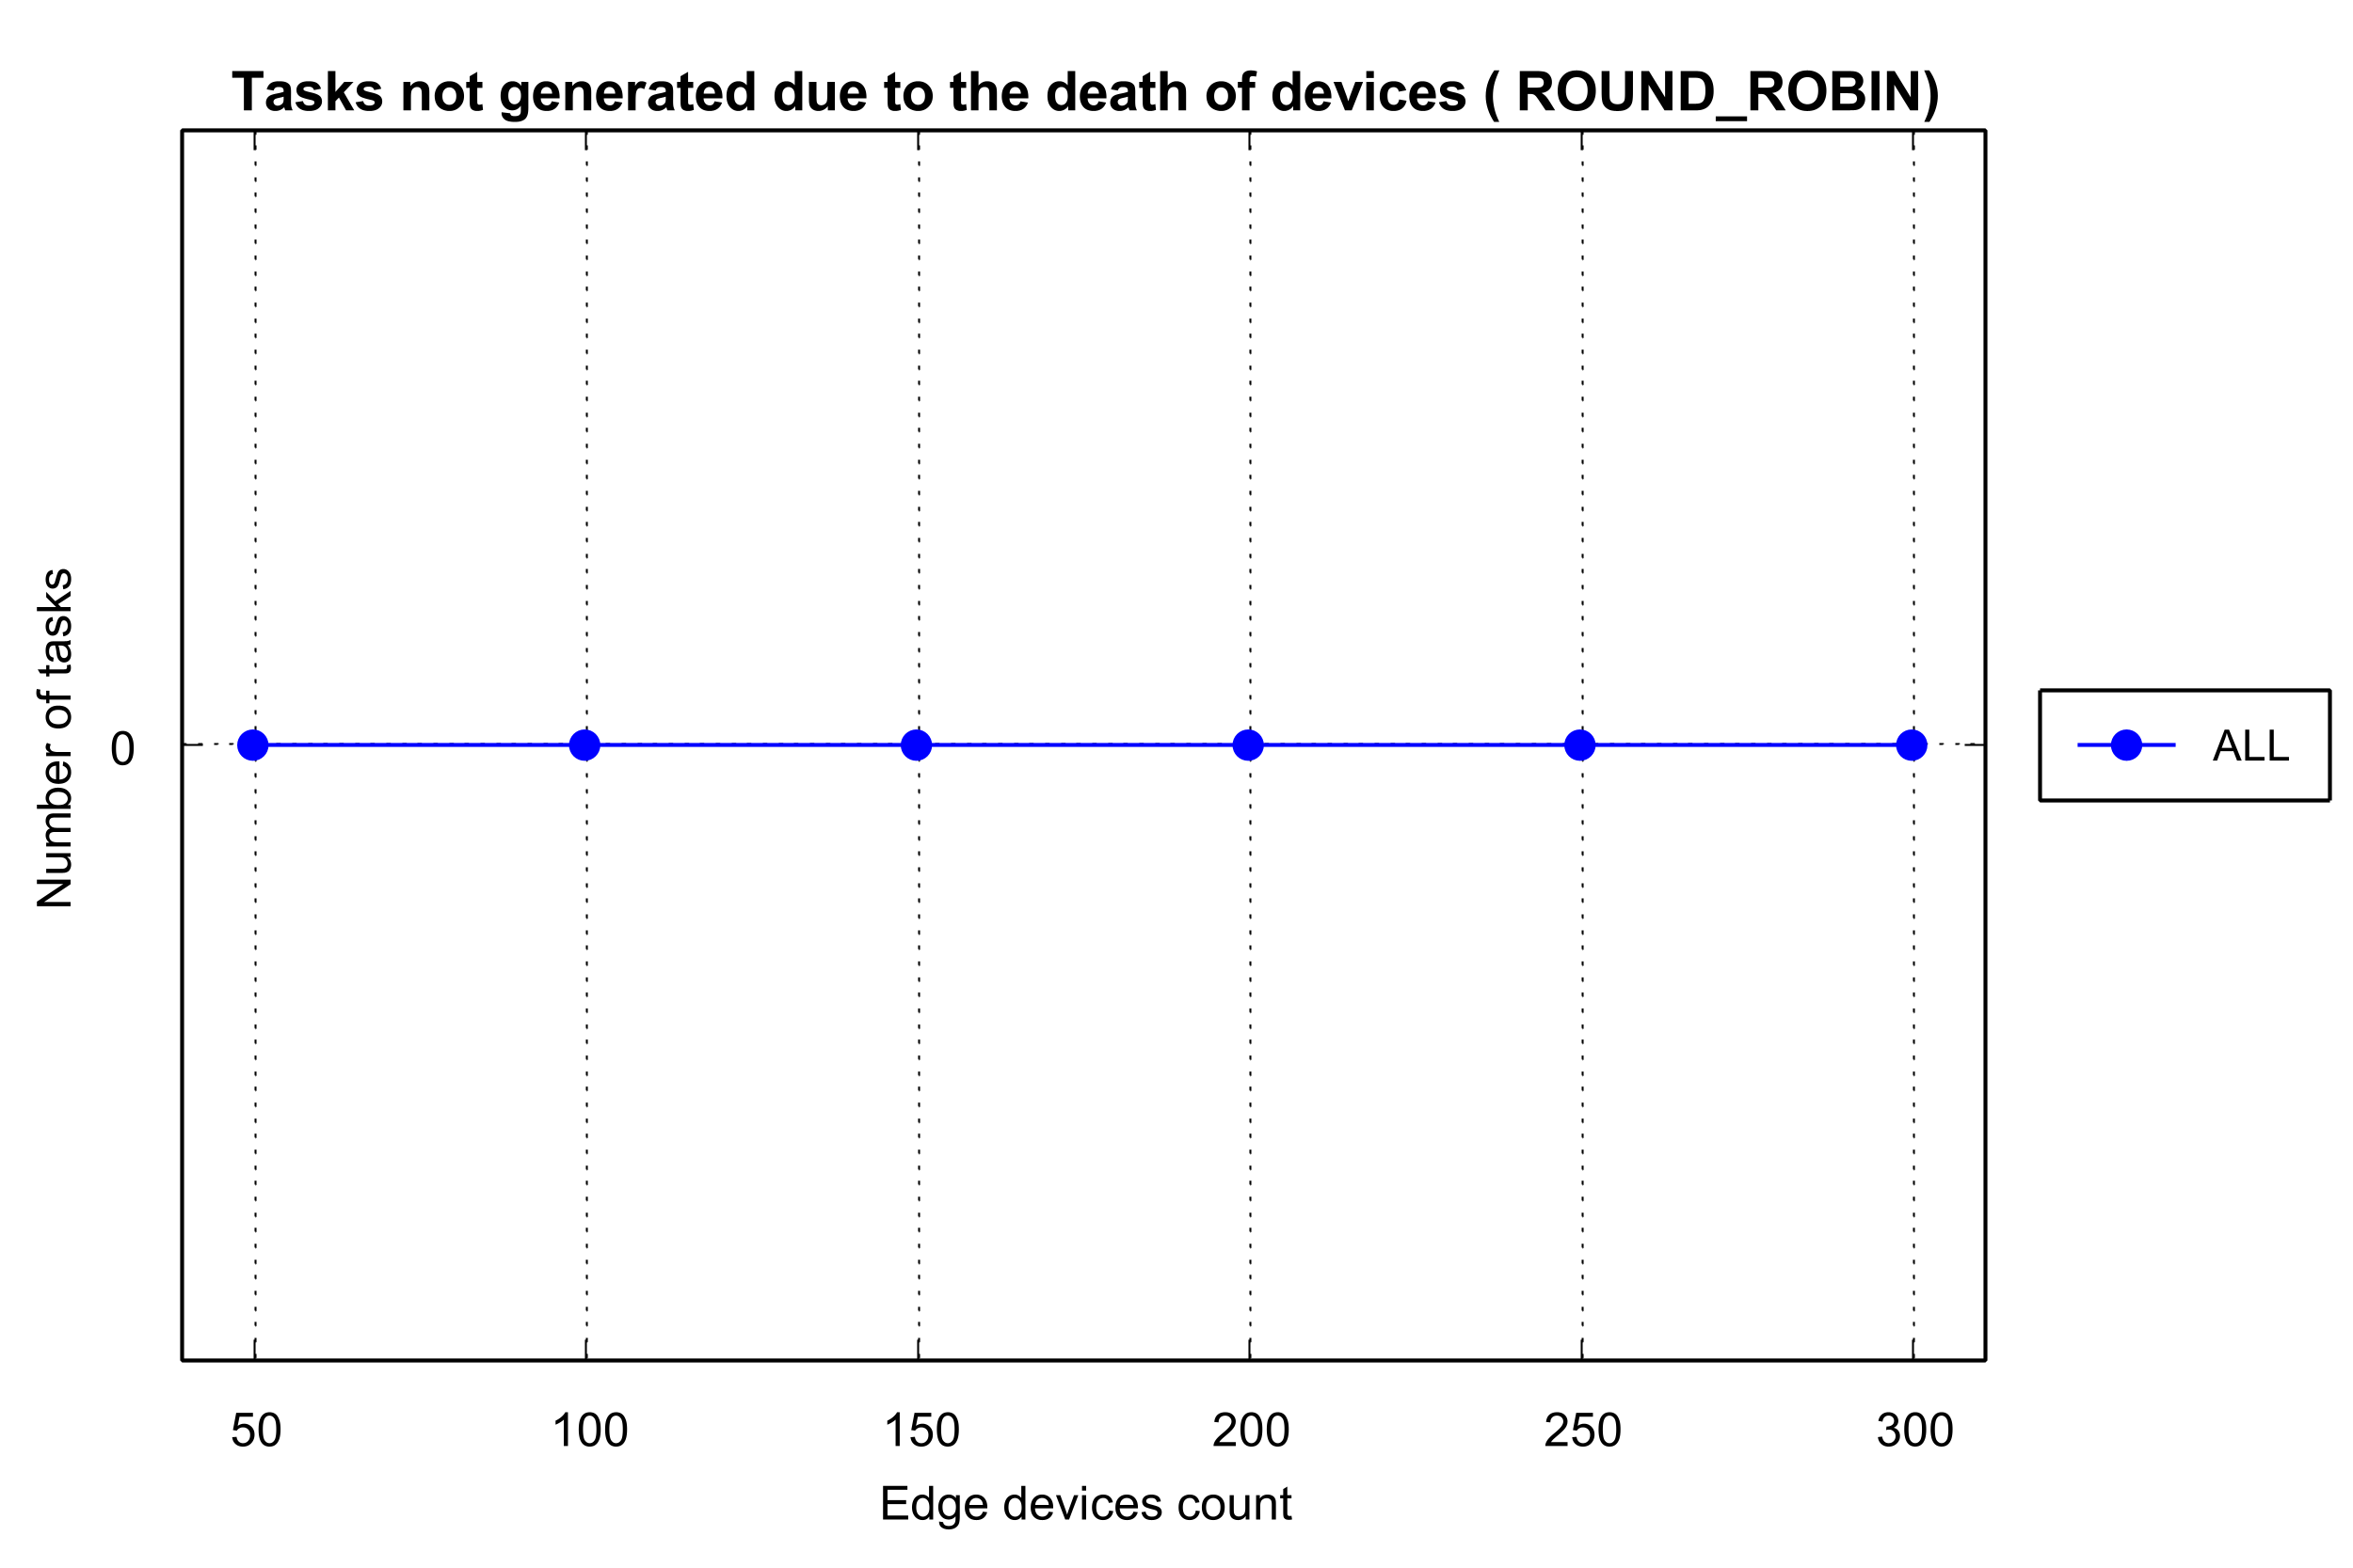 Tasks not generated due to the death of devices ( ROUND_ROBIN)
Number of tasks
0
ALL
50 100 150 200 250 300
Edge devices count